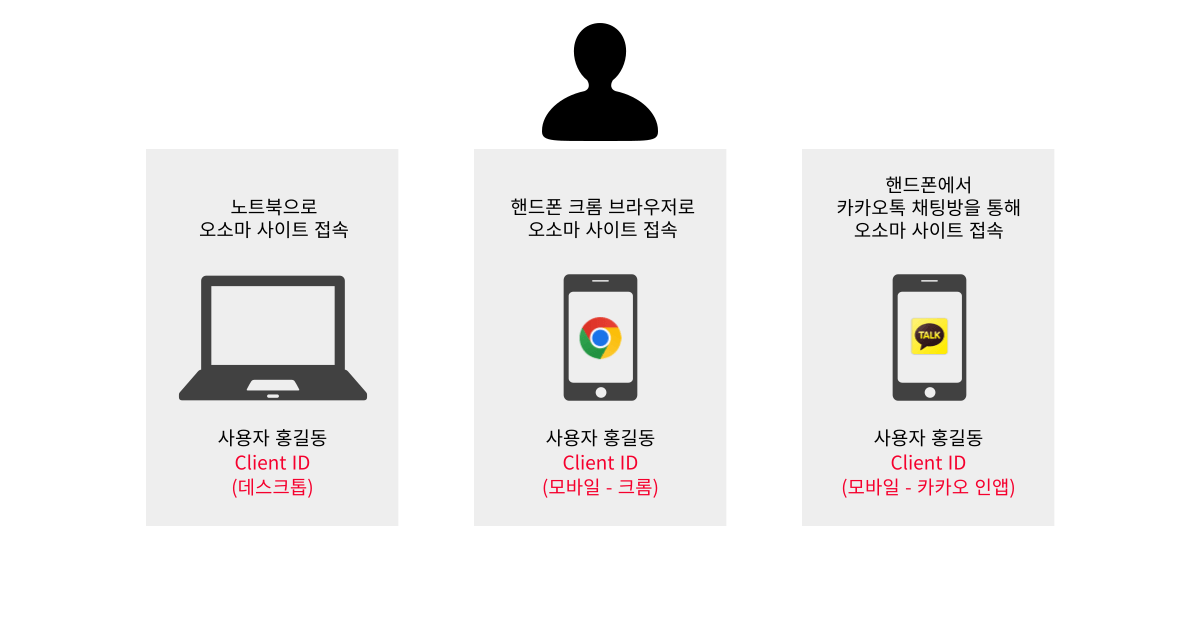 노트북으로
오소마 사이트 접속
사용자 홍길동
Client ID
(데스크톱)
핸드폰 크롬 브라우저로
오소마 사이트 접속
사용자 홍길동
Client ID
(모바일 - 크롬)
핸드폰에서
카카오톡 채팅방을 통해
오소마 사이트 접속
TALK
사용자 홍길동
Client ID
(모바일 - 카카오 인앱)